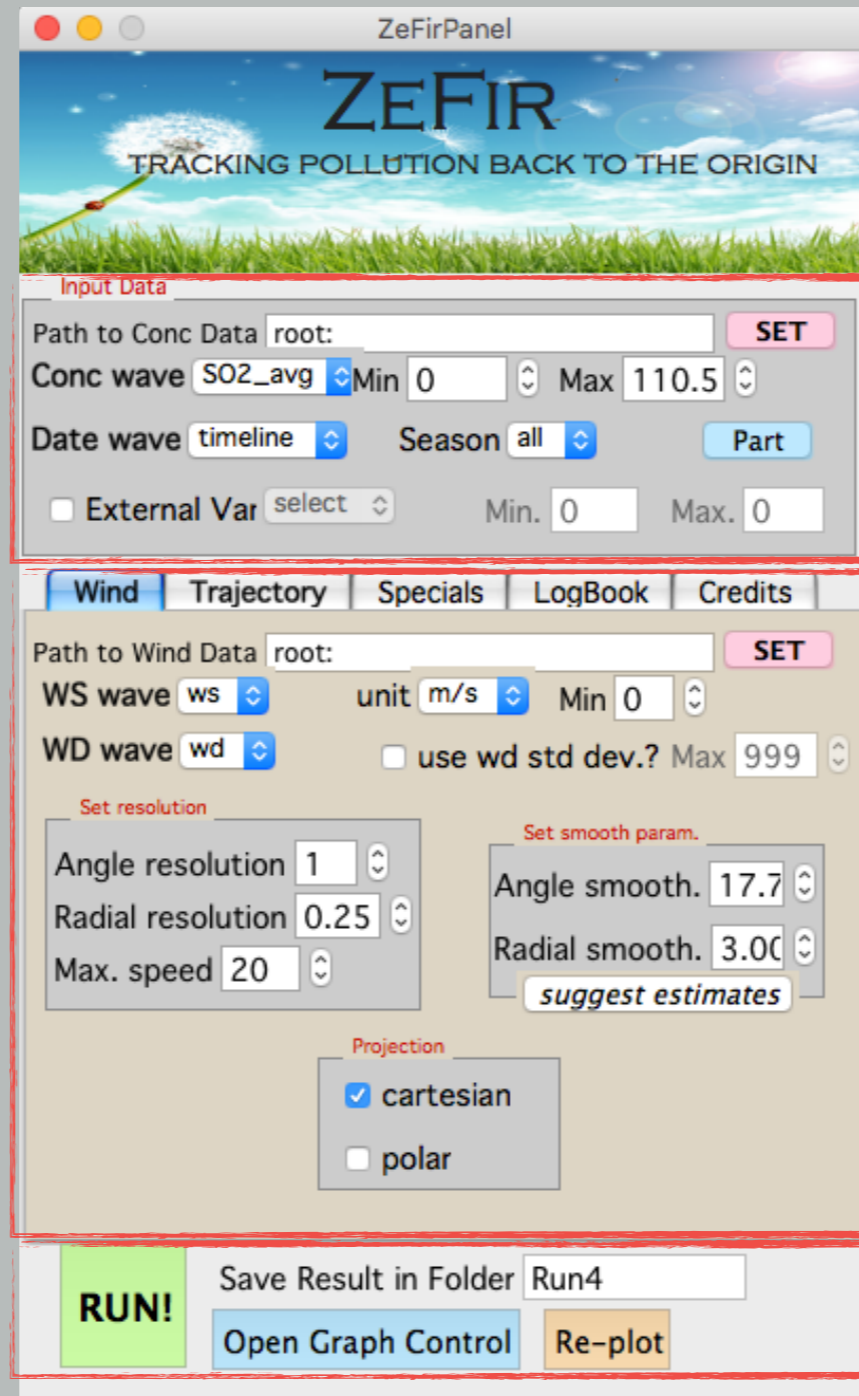 ZeFirPanel
ZEFIR
TRACKING POLLUTION BACK TO THE ORIGIN
Input Data
Path to Conc Data root: SET
Conc wave SO2_avg Min 0 Max 110.5
Date wave timeline Season all Part
External Var select Min. 0 Max. 0
Wind Trajectory Specials LogBook Credits
Path to Wind Data root: SET
WS wave ws unit m/s Min 0
WD wave wd use wd std dev.? Max 999
Set resolution
Angle resolution 1
Radial resolution 0.25
Max. speed 20
Set smooth param.
Angle smooth. 17.7
Radial smooth. 3.00
suggest estimates
Projection
cartesian
polar
RUN!
Save Result in Folder Run4
Open Graph Control Re-plot